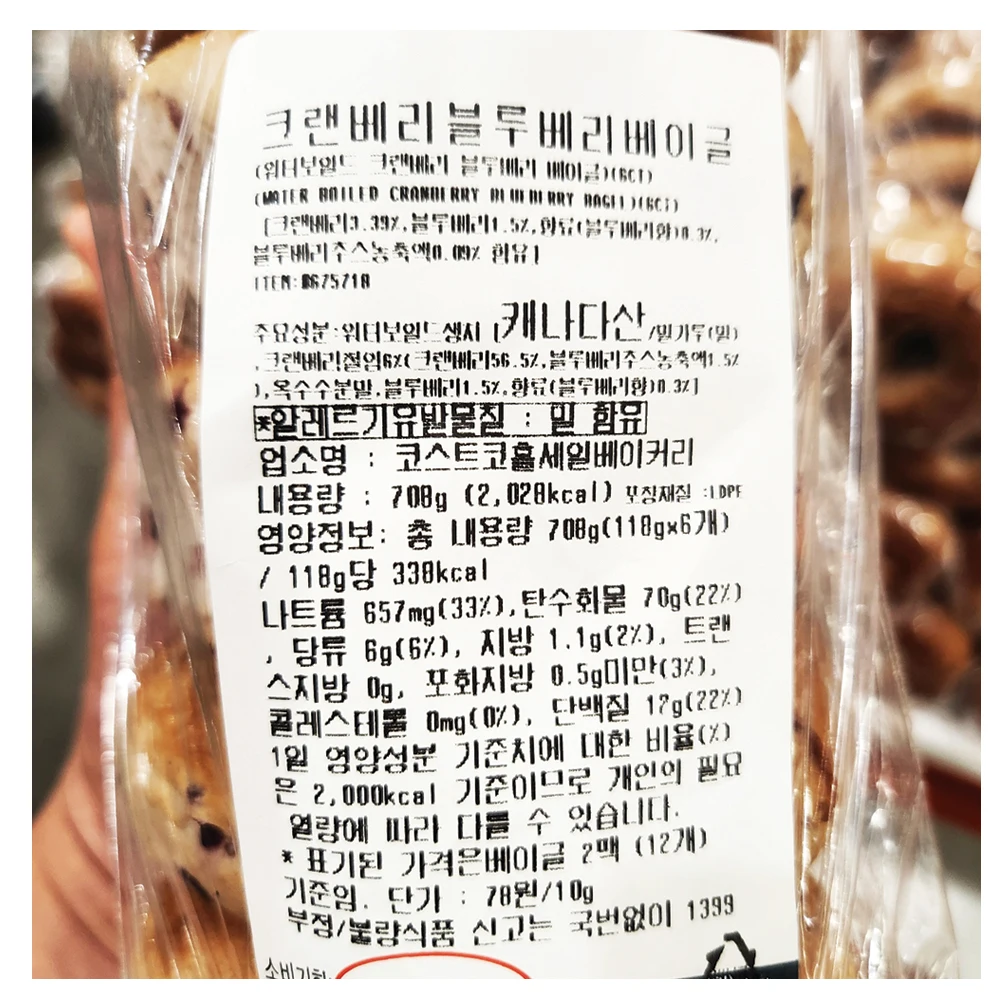 크랜베리블루베리베이글
(워터보일드 크랜베리 블루베리 베이글)(6CT)
(WATER BOILED CRANBERRY BLUEBERRY BAGEL)(6CT)
[크랜베리3.39%,블루베리1.5%,향료(블루베리향)0.3%,
블루베리주스농축액0.09% 함유]
ITEM:#675718
주요성분:워터보일드생지 [캐나다산/밀가루(밀)
,크랜베리절임6%(크랜베리56.5%,블루베리주스농축액1.5%
),옥수수분말,블루베리1.5%,향료(블루베리향)0.3%]
*알레르기유발물질 : 밀 함유
업소명 : 코스트코홀세일베이커리
내용량 : 708g (2,028kcal) 포장재질 :LDPE
영양정보: 총 내용량 708g(118g×6개)
/ 118g당 338kcal
나트륨 657mg(33%),탄수화물 70g(22%)
, 당류 6g(6%), 지방 1.1g(2%), 트랜
스지방 0g, 포화지방 0.5g미만(3%),
콜레스테롤 0mg(0%), 단백질 12g(22%)
1일 영양성분 기준치에 대한 비율(%)
은 2,000kcal 기준이므로 개인의 필요
열량에 따라 다를 수 있습니다.
* 표기된 가격은베이글 2팩 (12개)
기준임. 단가 : 78원/10g
부정/불량식품 신고는 국번없이 1399